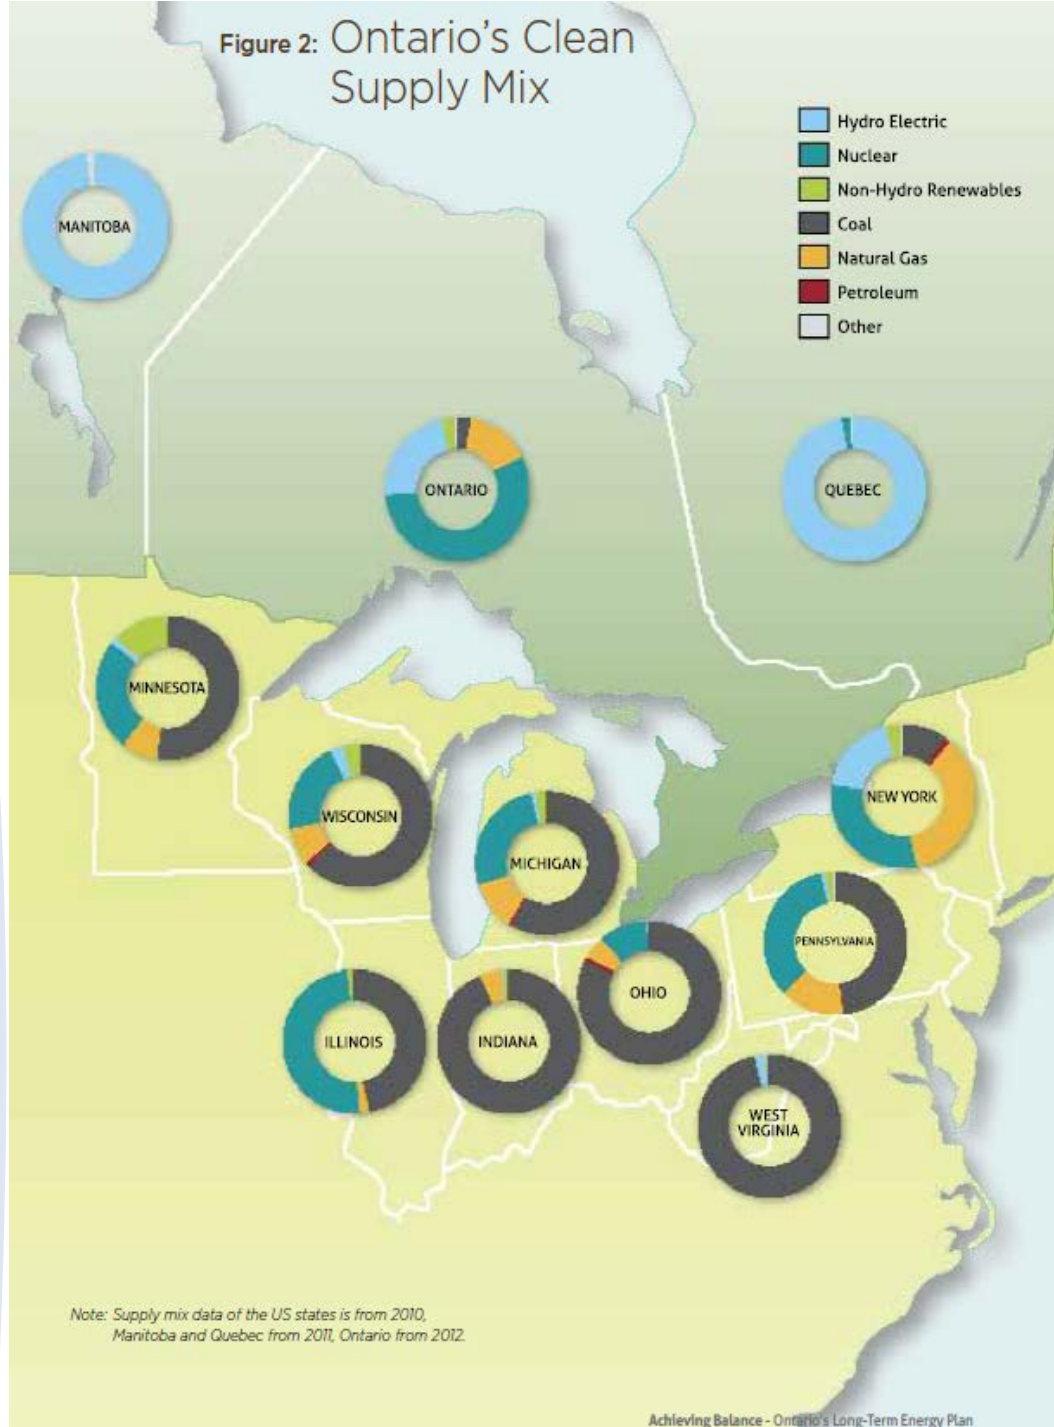 Figure 2: Ontario's Clean
Supply Mix
Hydro Electric
Nuclear
Non-Hydro Renewables
Coal
Natural Gas
Petroleum
Other
MANITOBA
ONTARIO
QUEBEC
MINNESOTA
WISCONSIN
MICHIGAN
NEW YORK
PENNSYLVANIA
OHIO
ILLINOIS
INDIANA
WEST
VIRGINIA
Note: Supply mix data of the US states is from 2010,
Manitoba and Quebec from 2011, Ontario from 2012.
Achieving Balance - Ontario's Long-Term Energy Plan